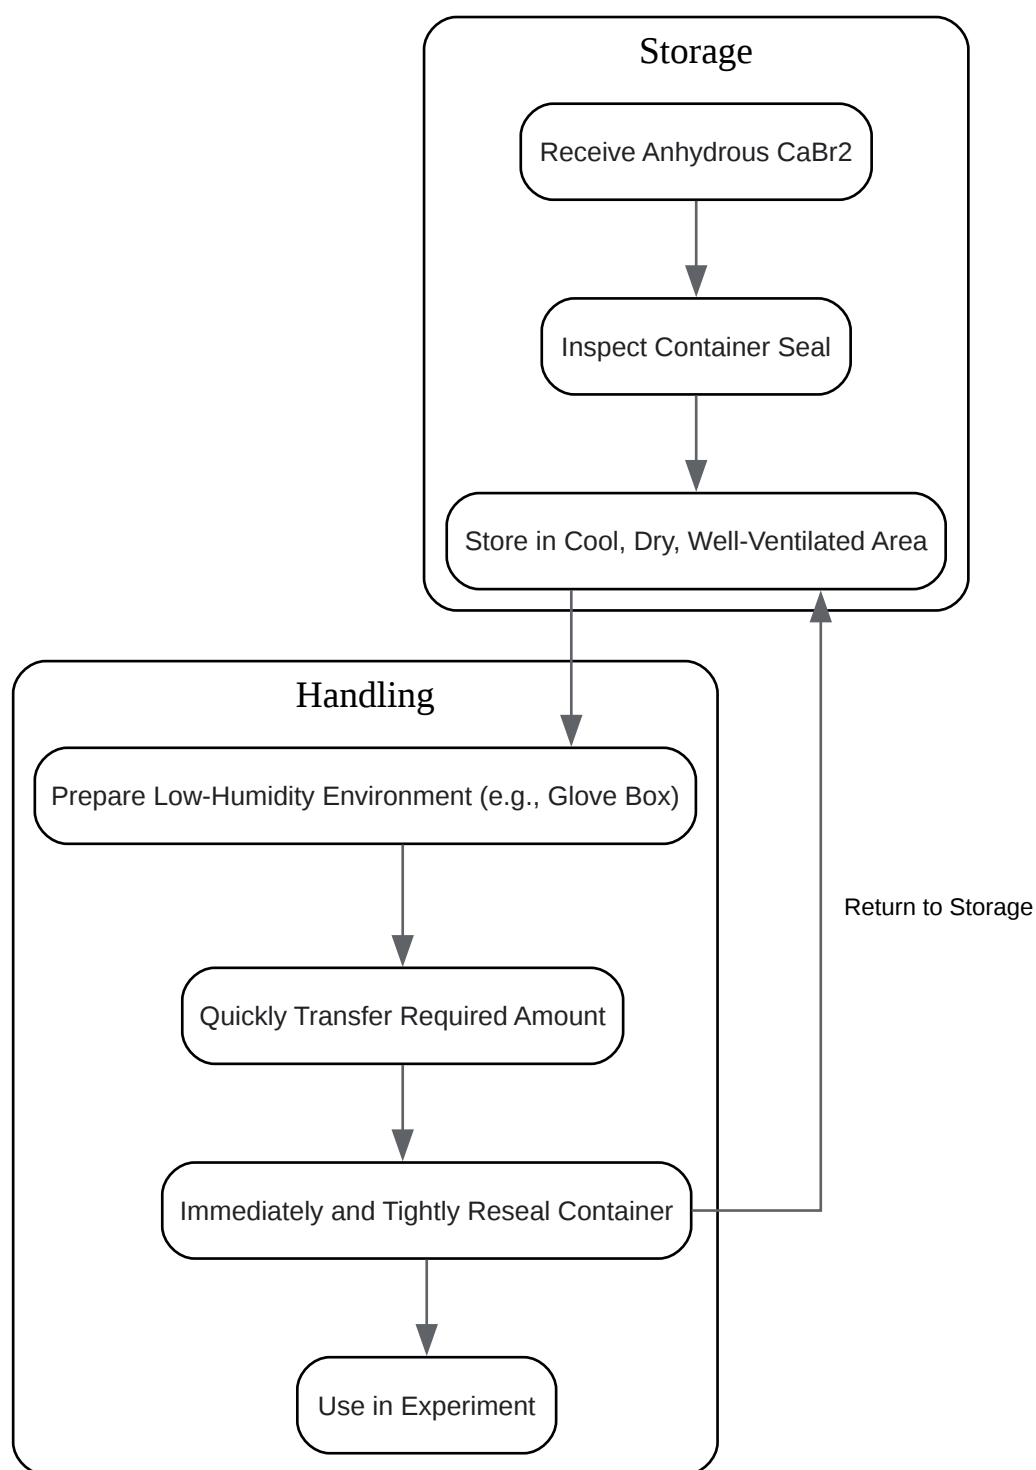 Storage
Receive Anhydrous CaBr2
Inspect Container Seal
Store in Cool, Dry, Well-Ventilated Area
Handling
Prepare Low-Humidity Environment (e.g., Glove Box)
Return to Storage
Quickly Transfer Required Amount
Immediately and Tightly Reseal Container
Use in Experiment